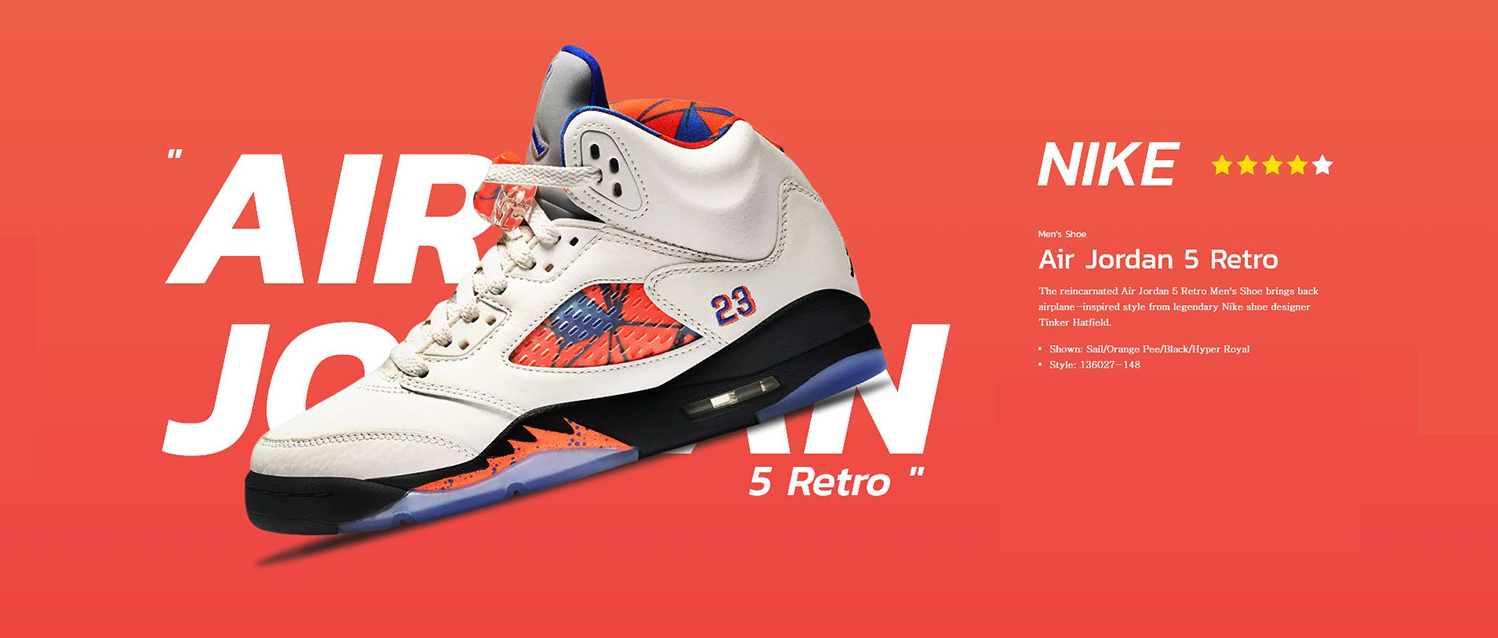 " AIR
JO AN
5 Retro "
23
NIKE
Men's Shoe
Air Jordan 5 Retro
The reincarnated Air Jordan 5 Retro Men's Shoe brings back
airplane-inspired style from legendary Nike shoe designer
Tinker Hatfield.
• Shown: Sail/Orange Pee/Black/Hyper Royal
• Style: 136027-148